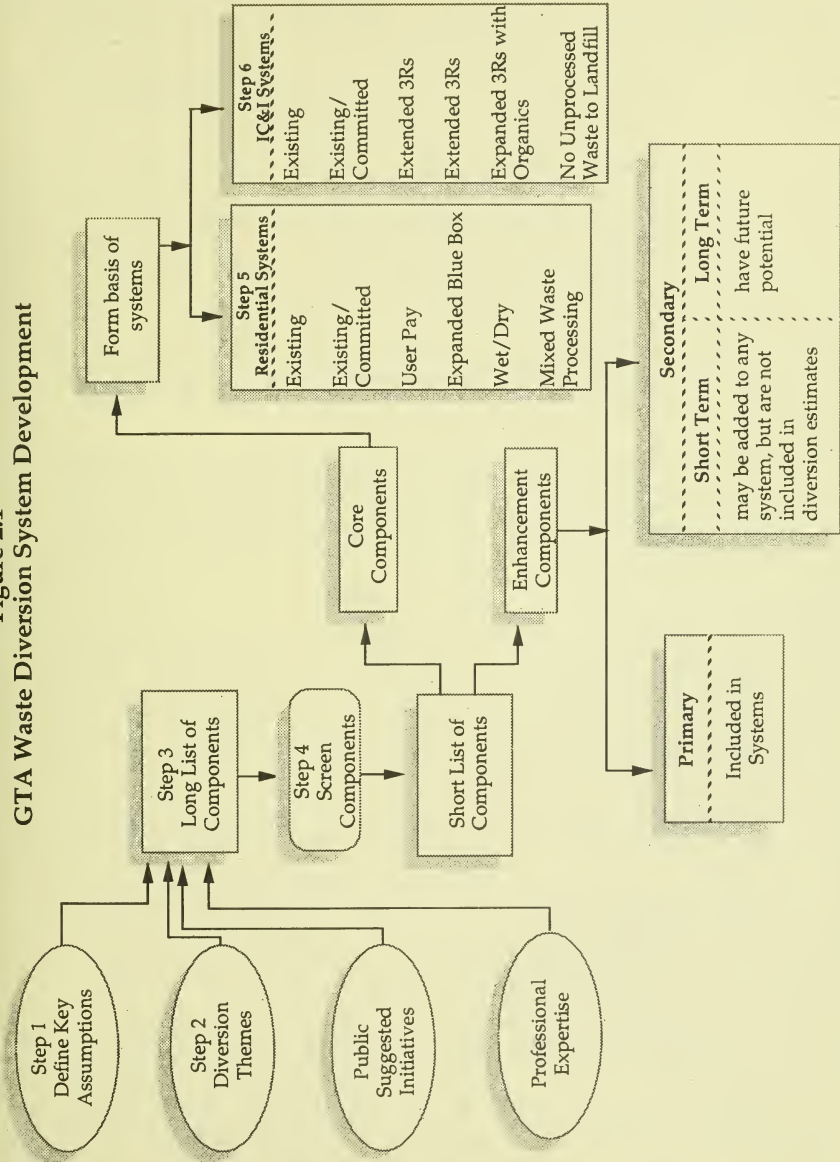 Figure 2.1
GTA Waste Diversion System Development
Step 1
Define Key
Assumptions
Step 2
Diversion
Themes
Public
Suggested
Initiatives
Professional
Expertise
Step 3
Long List of
Components
Step 4
Screen
Components
Short List of
Components
Core
Components
Enhancement
Components
Form basis of
systems
Step 5
Residential Systems
Existing
Existing/
Committed
User Pay
Expanded Blue Box
Wet/Dry
Mixed Waste
Processing
Step 6
IC&I Systems
Existing
Existing/
Committed
Extended 3Rs
Extended 3Rs
Expanded 3Rs with
Organics
No Unprocessed
Waste to Landfill
Primary
Included in
Systems
Secondary
Short Term
may be added to any
system, but are not
included in
diversion estimates
Long Term
have future
potential